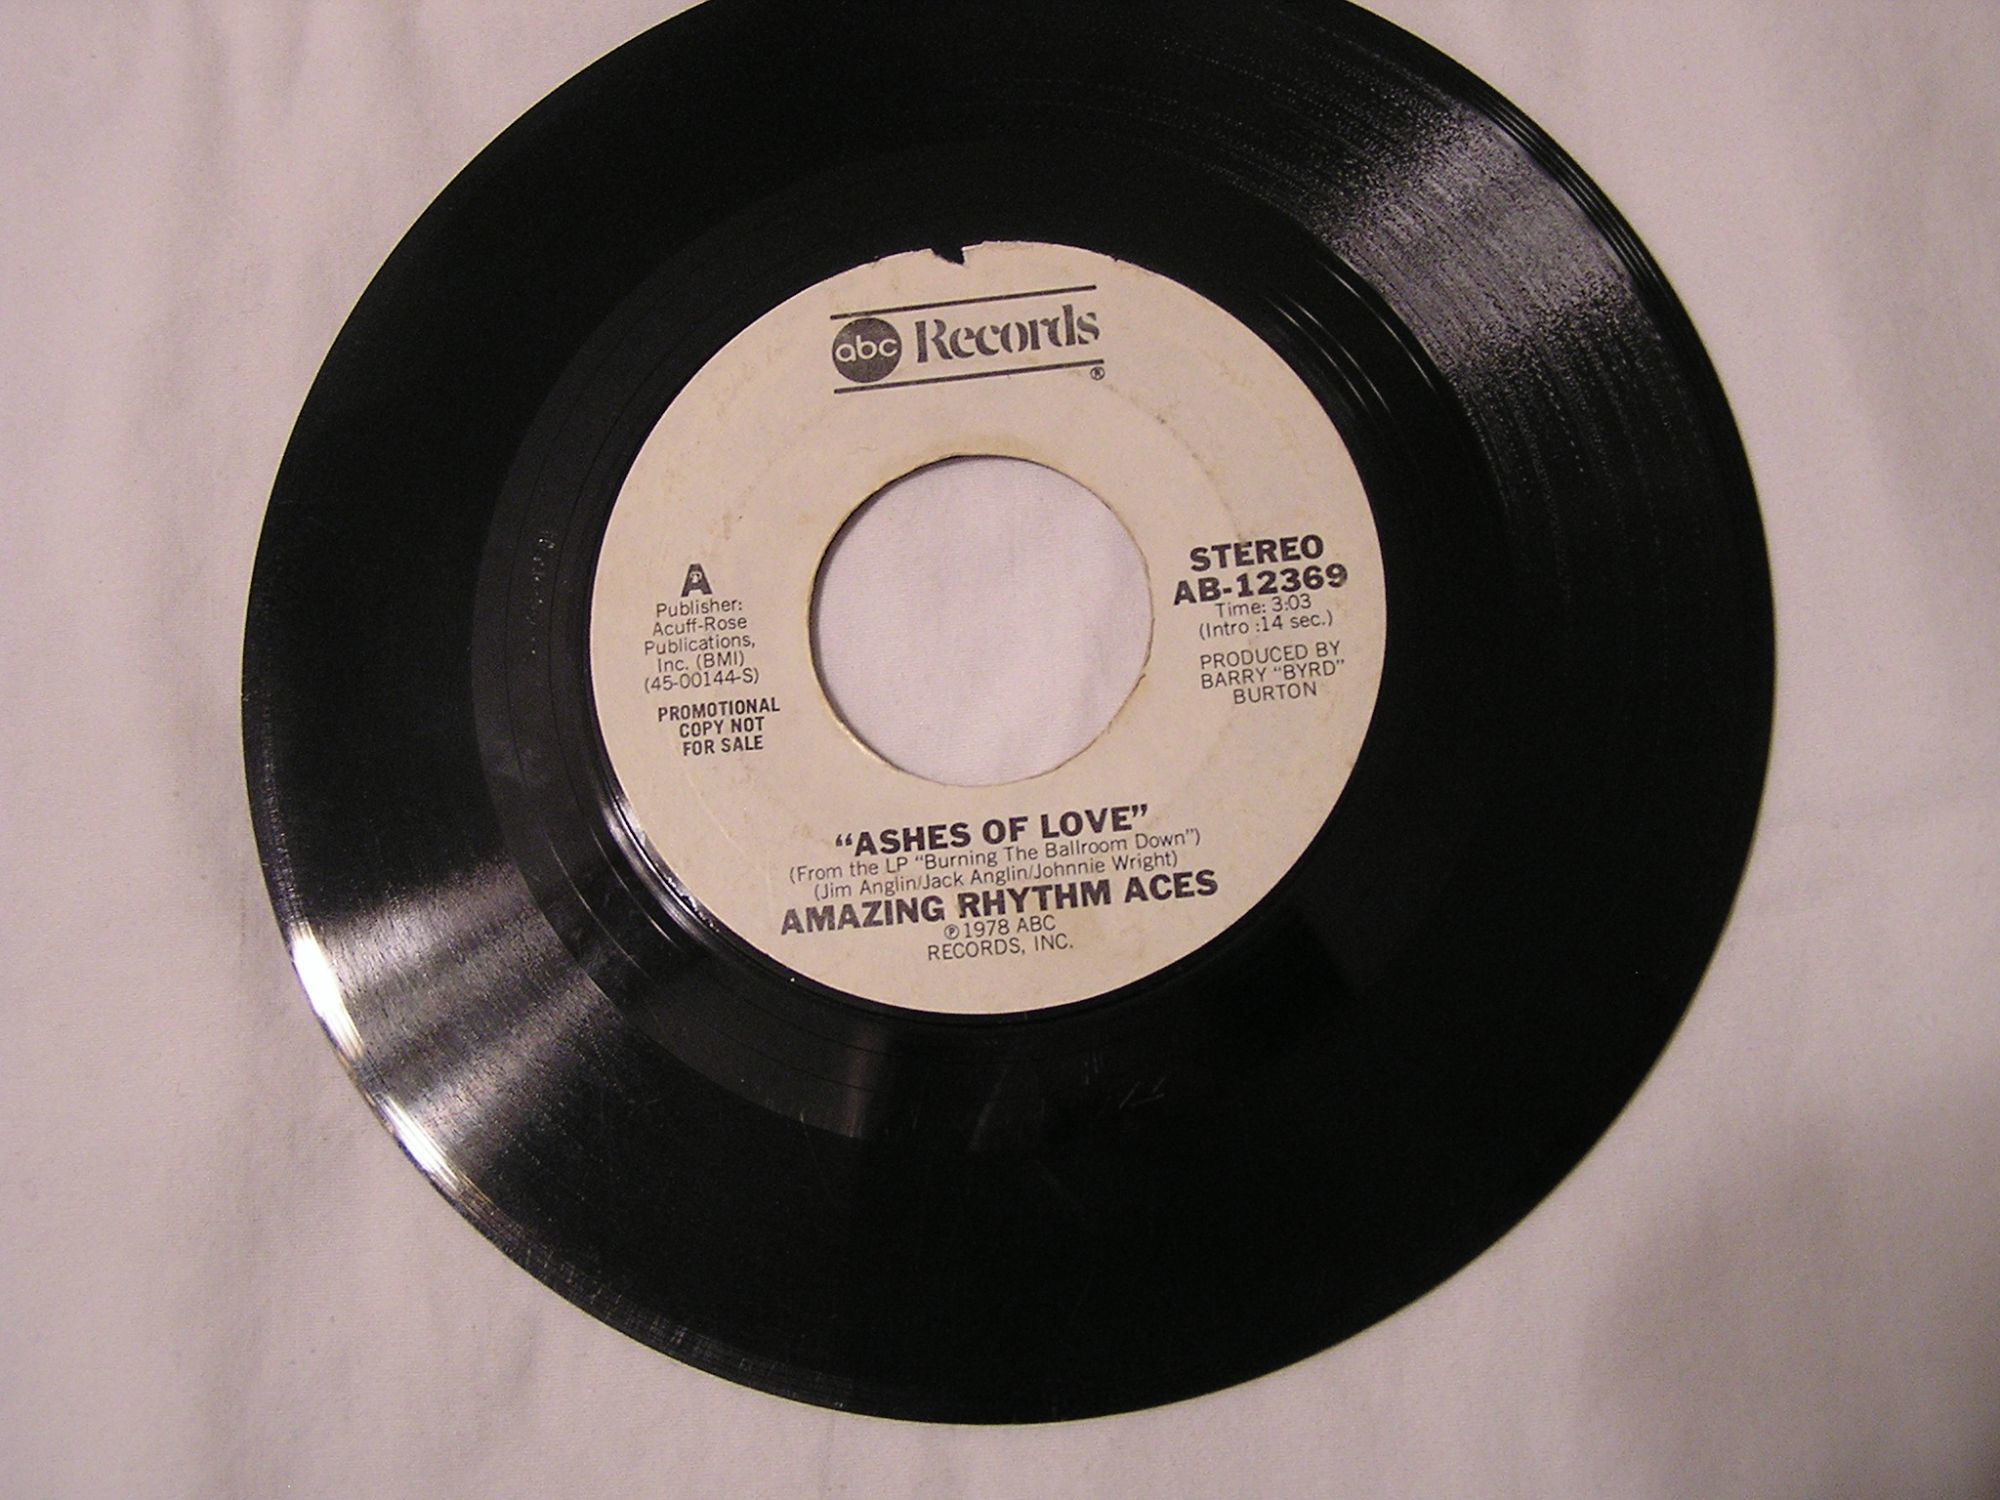 abc Records ®
A
Publisher:
Acuff-Rose
Publications,
Inc. (BMI)
(45-00144-S)
PROMOTIONAL
COPY NOT
FOR SALE
STEREO
AB-12369
Time: 3:03
(Intro :14 sec.)
PRODUCED BY
BARRY “BYRD”
BURTON
“ASHES OF LOVE”
(From the LP “Burning The Ballroom Down”)
(Jim Anglin/Jack Anglin/Johnnie Wright)
AMAZING RHYTHM ACES
℗ 1978 ABC
RECORDS, INC.